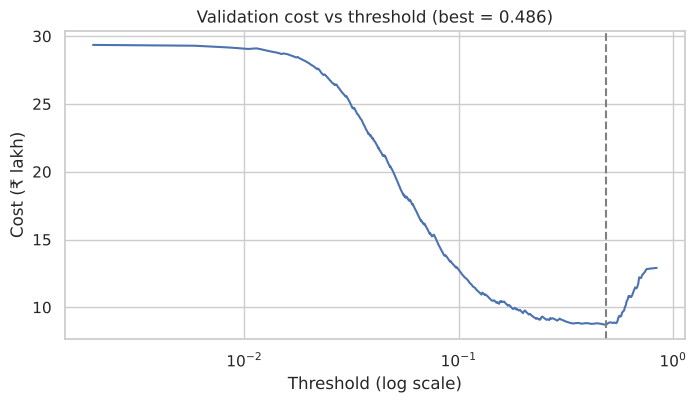 Validation cost vs threshold (best = 0.486)
30
25
20
15
10
Cost (₹ lakh)
10⁻² 10⁻¹ 10⁰
Threshold (log scale)